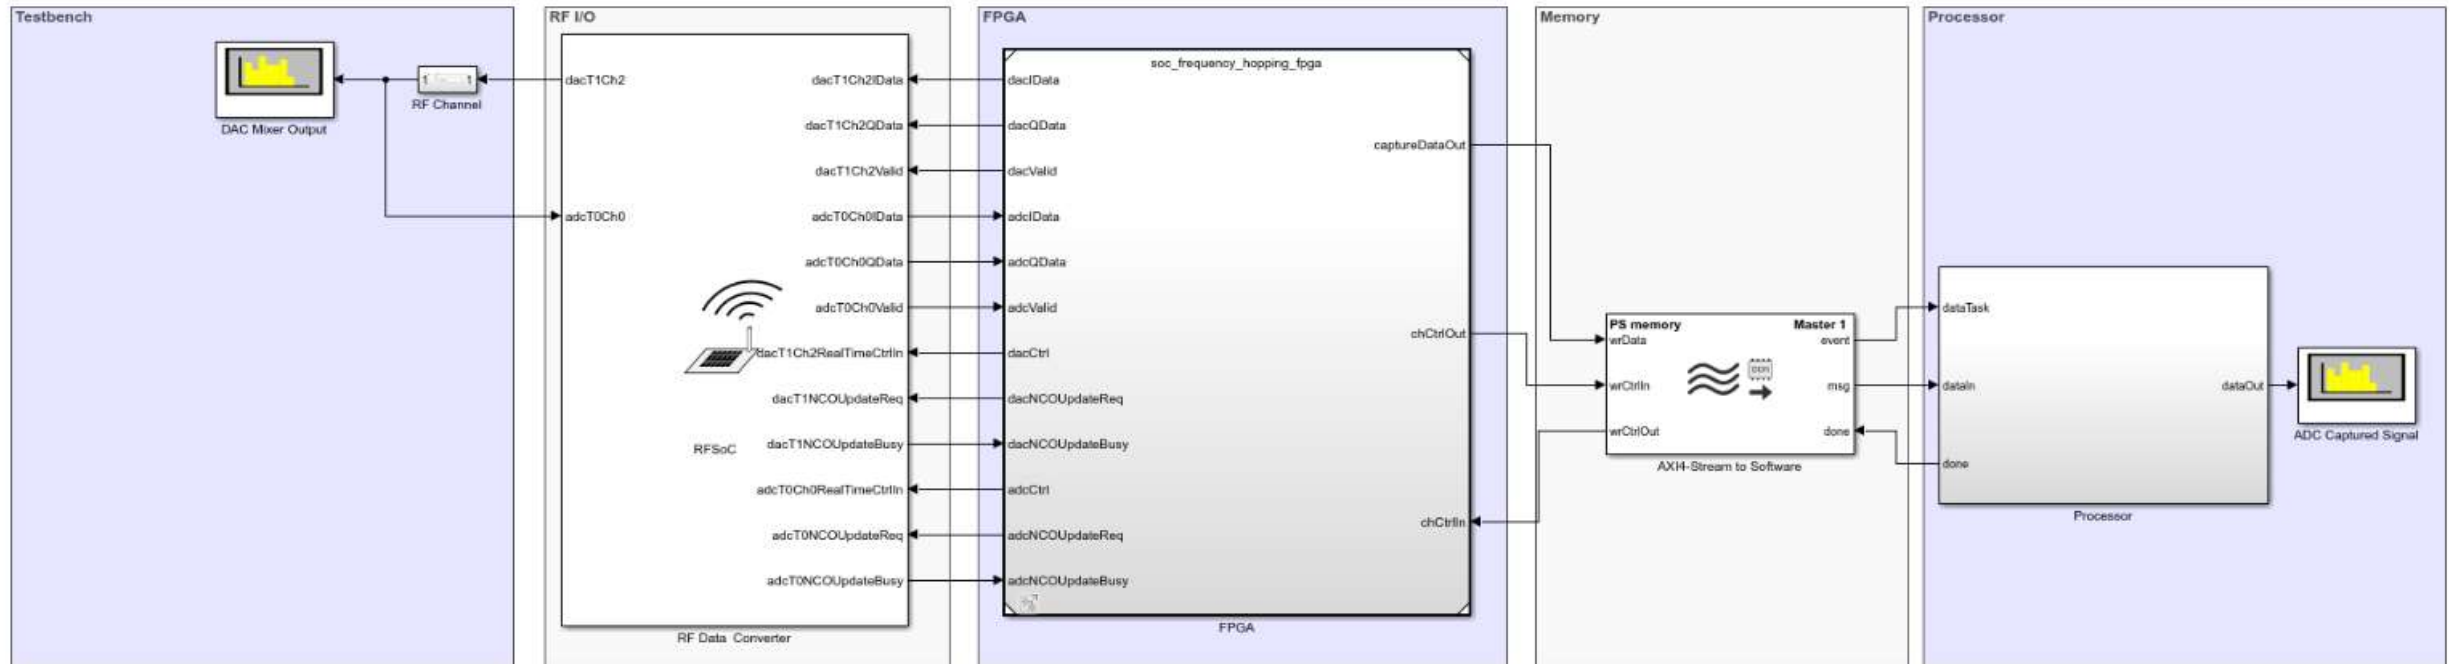 Testbench
DAC Mixer Output
1 1
RF Channel
RF I/O
dacT1Ch2
adcT0Ch0
dacT1Ch2IData
dacT1Ch2QData
dacT1Ch2Valid
adcT0Ch0IData
adcT0Ch0QData
adcT0Ch0Valid
dacT1Ch2RealTimeCtrlIn
dacT1NCOUpdateReq
dacT1NCOUpdateBusy
adcT0Ch0RealTimeCtrlIn
adcT0NCOUpdateReq
adcT0NCOUpdateBusy
RFSoC
RF Data Converter
FPGA
soc_frequency_hopping_fpga
dacIData
dacQData
dacValid
adcIData
adcQData
adcValid
dacCtrl
dacNCOUpdateReq
dacNCOUpdateBusy
adcCtrl
adcNCOUpdateReq
adcNCOUpdateBusy
captureDataOut
chCtrlOut
chCtrlIn
FPGA
Memory
PS memory
Master 1
wrData
wrCtrlIn
wrCtrlOut
event
msg
done
AXI4-Stream to Software
Processor
dataTask
dataIn
done
dataOut
Processor
ADC Captured Signal